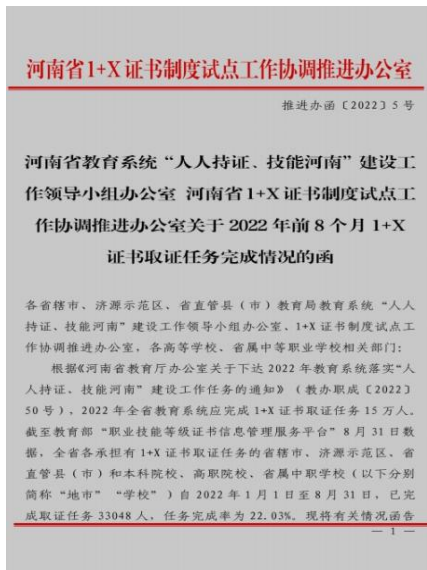 河南省1+X证书制度试点工作协调推进办公室
推进办函〔2022〕5号
河南省教育系统“人人持证、技能河南”建设工
作领导小组办公室 河南省1+X证书制度试点工
作协调推进办公室关于2022年前8个月1+X
证书取证任务完成情况的函
各省辖市、济源示范区、省直管县（市）教育局教育系统“人人
持证、技能河南”建设工作领导小组办公室、1+X证书制度试点工
作协调推进办公室，各高等学校、省属中等职业学校相关部门：
根据《河南省教育厅办公室关于下达2022年教育系统落实“人
人持证、技能河南”建设工作任务的通知》（教办职成〔2022〕
50号），2022年全省教育系统应完成1+X证书取证任务15万人。
截至教育部“职业技能等级证书信息管理服务平台”8月31日数
据，全省各承担有1+X证书取证任务的省辖市、济源示范区、省
直管县（市）和本科院校、高职院校、省属中职学校（以下分别
简称“地市”“学校”）自2022年1月1日至8月31日，已完
成取证任务33048人，任务完成率为22.03%。现将有关情况函告
— 1 —